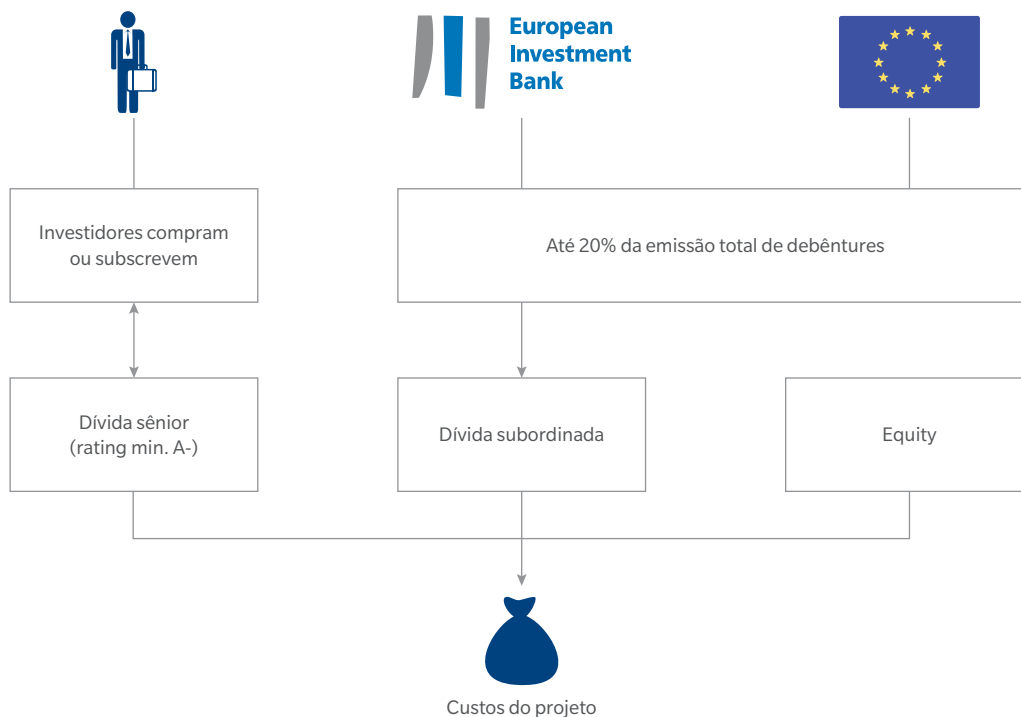 European
Investment
Bank
Investidores compram
ou subscrevem
Até 20% da emissão total de debêntures
Dívida sênior
(rating min. A-)
Dívida subordinada
Equity
Custos do projeto